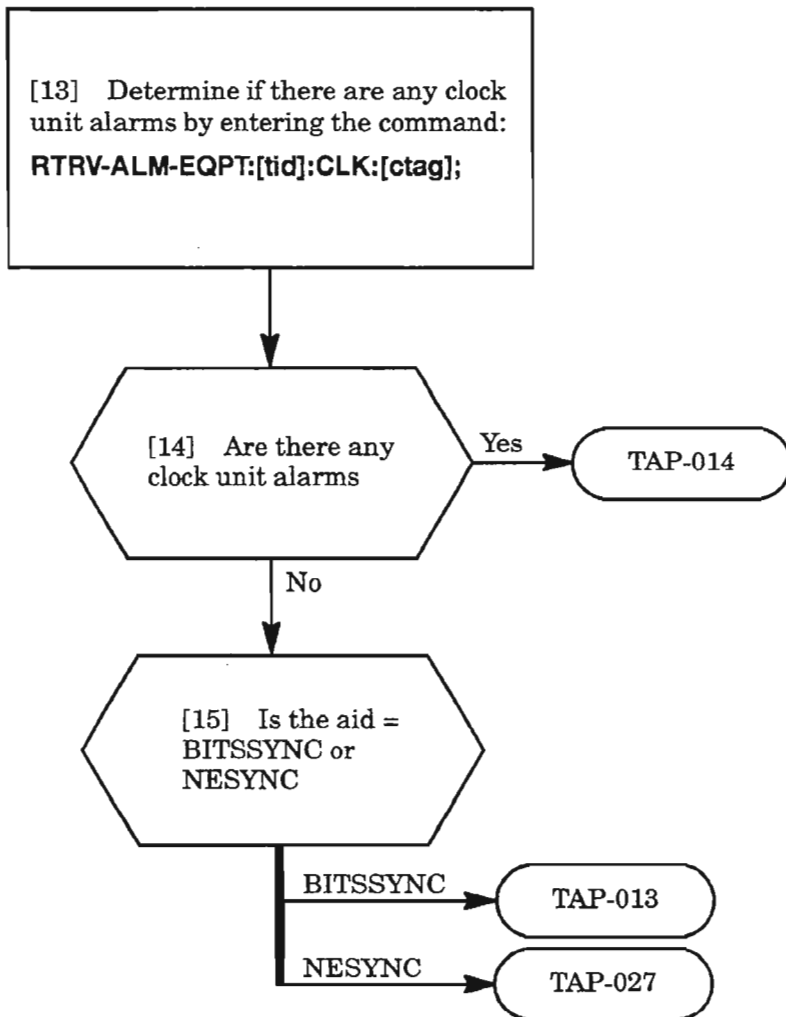 [13] Determine if there are any clock
unit alarms by entering the command:
RTRV-ALM-EQPT:[tid]:CLK:[ctag];
[14] Are there any
clock unit alarms
Yes
TAP-014
No
[15] Is the aid =
BITSSYNC or
NESYNC
BITSSYNC
TAP-013
NESYNC
TAP-027